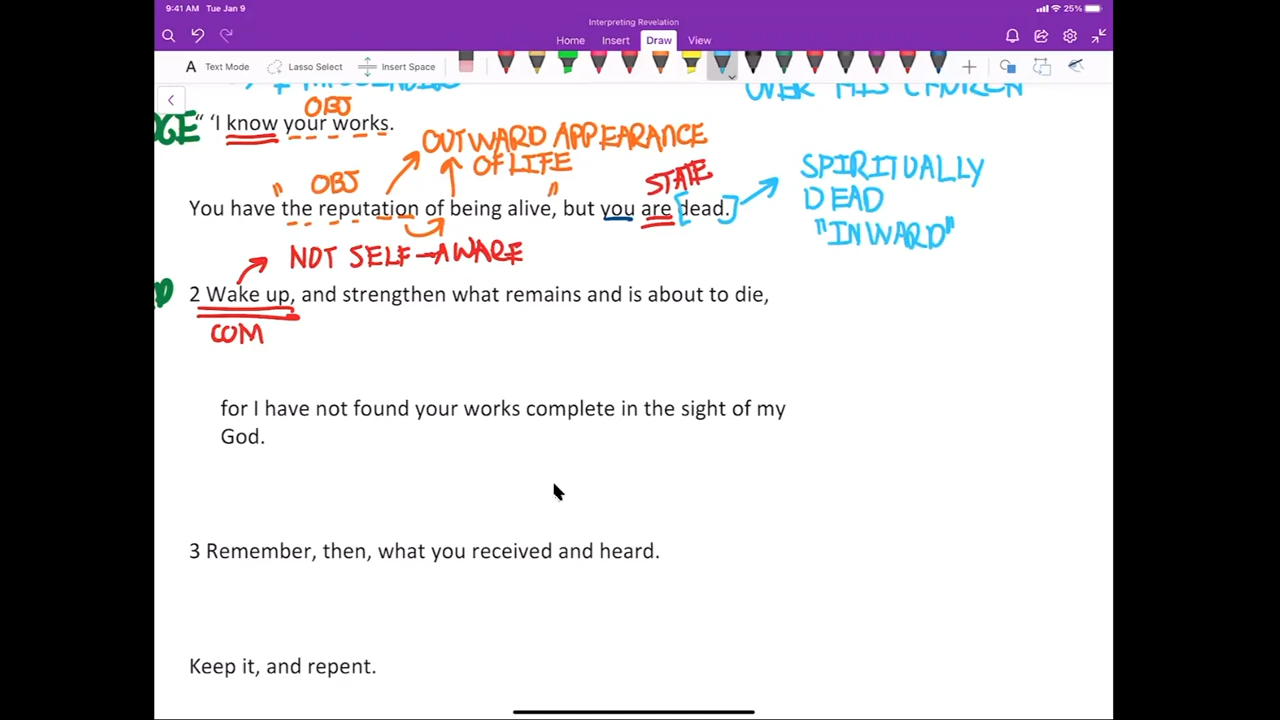 9:41 AM Tue Jan 9
25%
Interpreting Revelation
Home Insert Draw View
Text Mode Lasso Select Insert Space
OVER HIS CHURCH
OBJ
" 'I know your works.
OUTWARD APPEARANCE
OF LIFE
" OBJ "
STATE
SPIRITUALLY
DEAD
"INWARD"
You have the reputation of being alive, but you are [dead.]
NOT SELF-AWARE
2 Wake up, and strengthen what remains and is about to die,
COM
for I have not found your works complete in the sight of my
God.
3 Remember, then, what you received and heard.
Keep it, and repent.